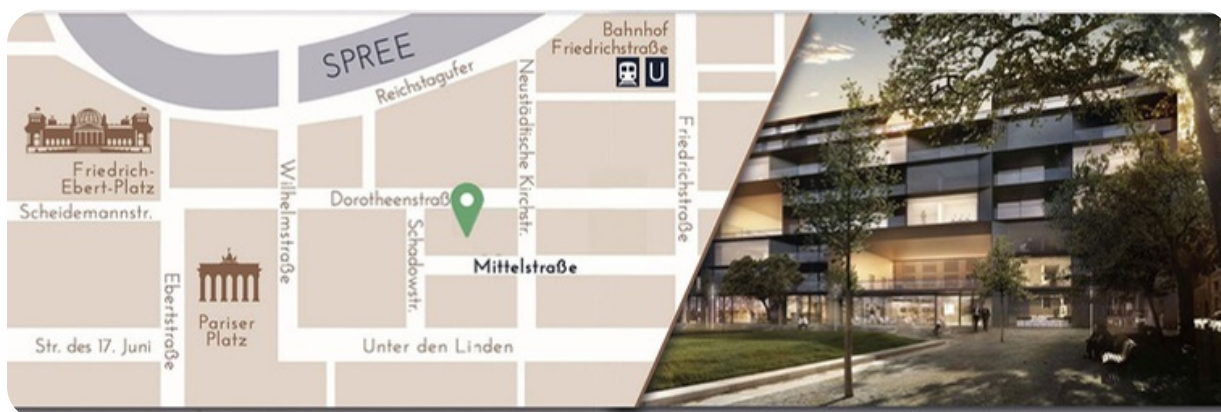 SPREE
Bahnhof
Friedrichstraße
U
Reichstagufer
Neustädtische Kirchstr.
Friedrichstraße
Friedrich-
Ebert-Platz
Scheidemannstr.
Wilhelmstraße
Dorotheenstraß
Schadowstr.
Mittelstraße
Ebertstraße
Pariser
Platz
Str. des 17. Juni
Unter den Linden